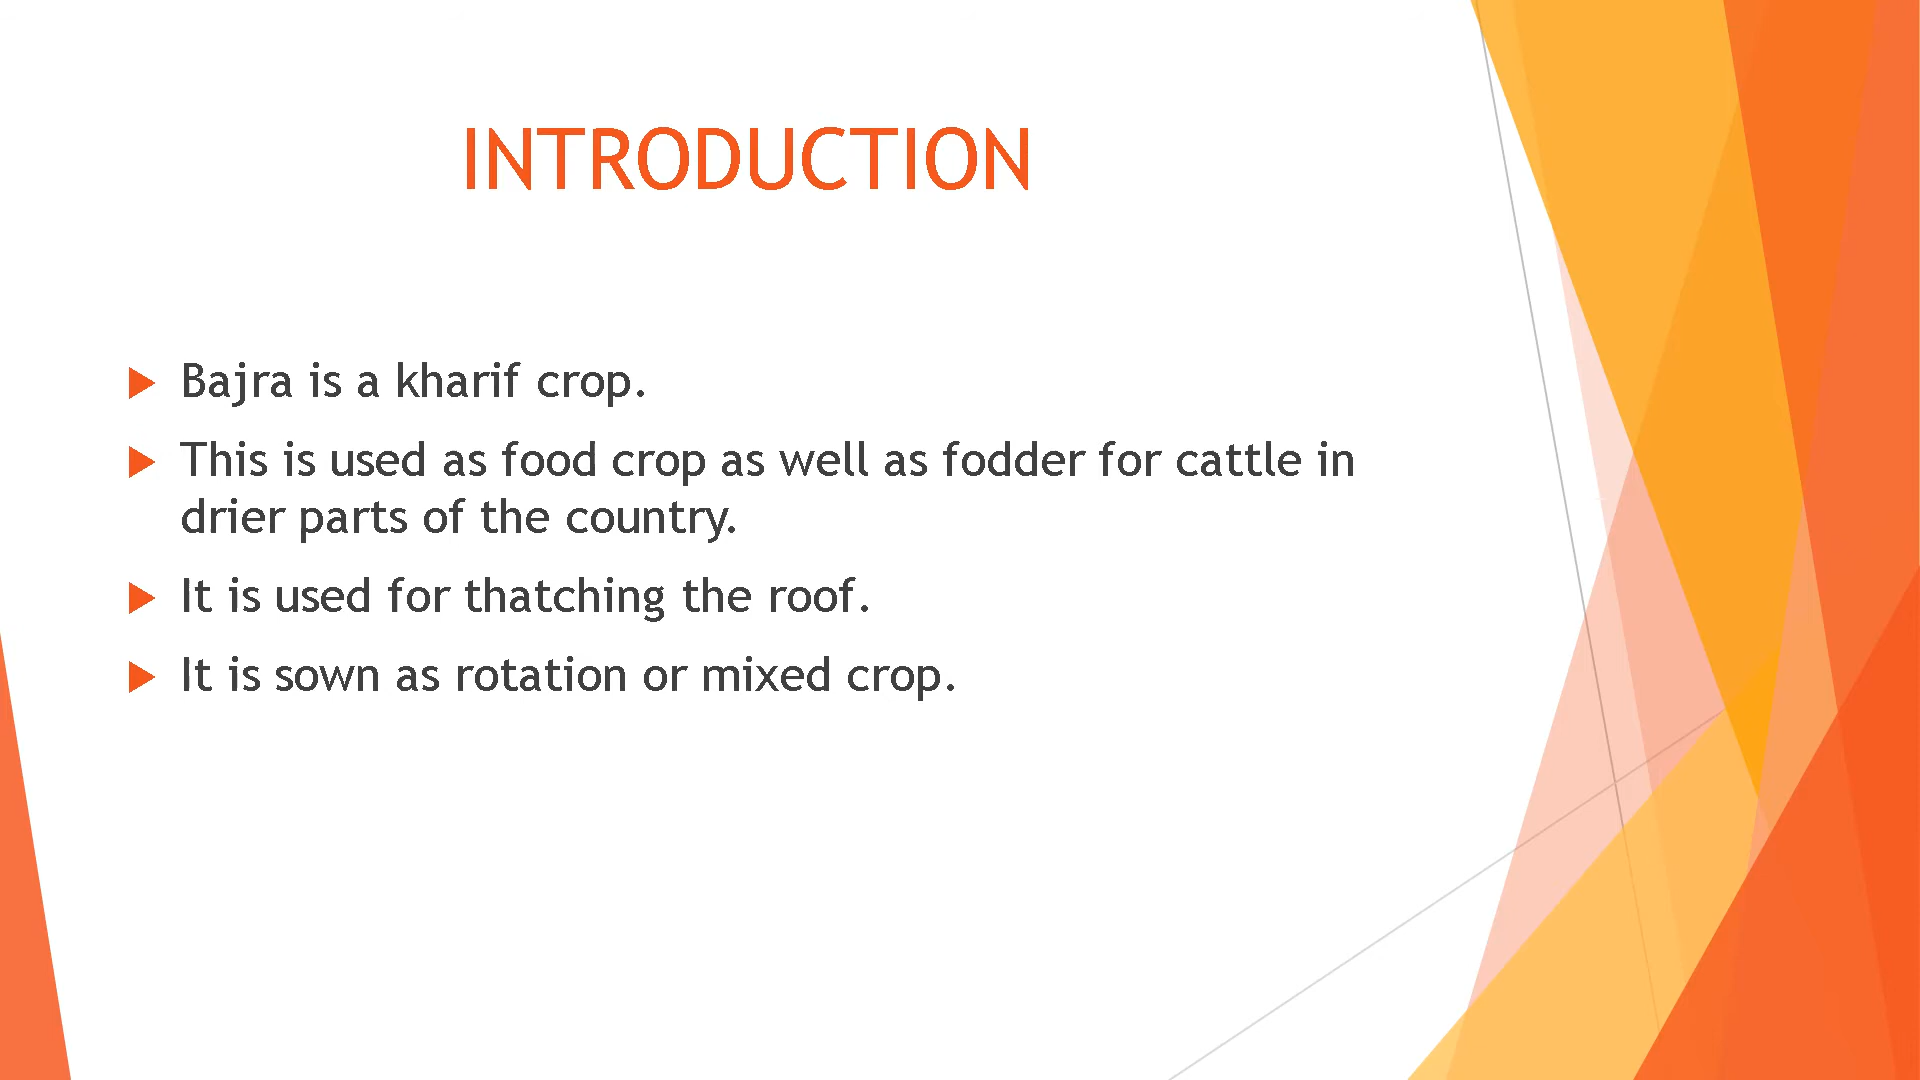 INTRODUCTION
Bajra is a kharif crop.
This is used as food crop as well as fodder for cattle in
drier parts of the country.
It is used for thatching the roof.
It is sown as rotation or mixed crop.